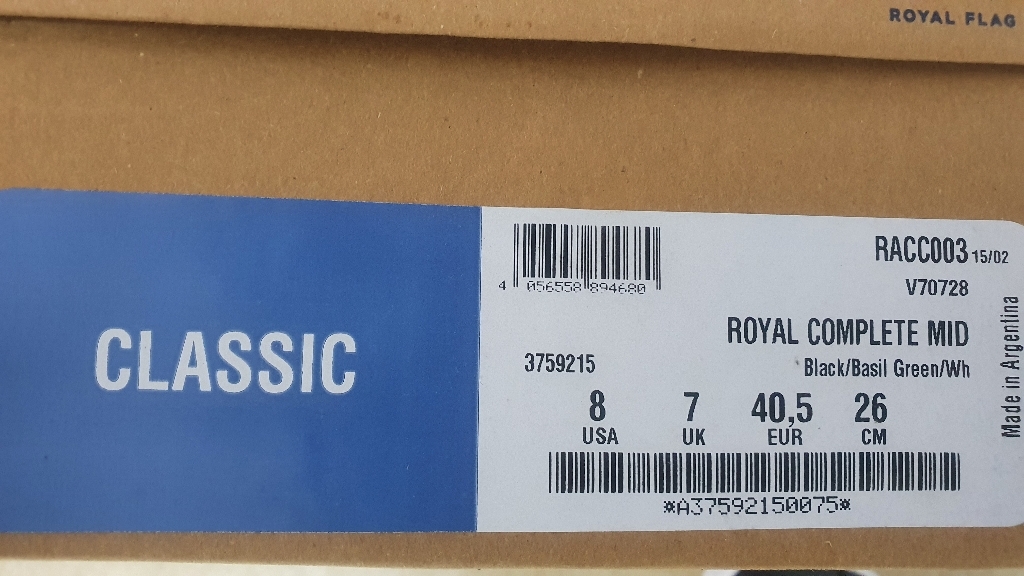 ROYAL FLAG
CLASSIC
4 056558 894680
RACC003 15/02
V70728
ROYAL COMPLETE MID
3759215
Black/Basil Green/Wh
8 7 40,5 26
USA UK EUR CM
*A37592150075*
Made in Argentina